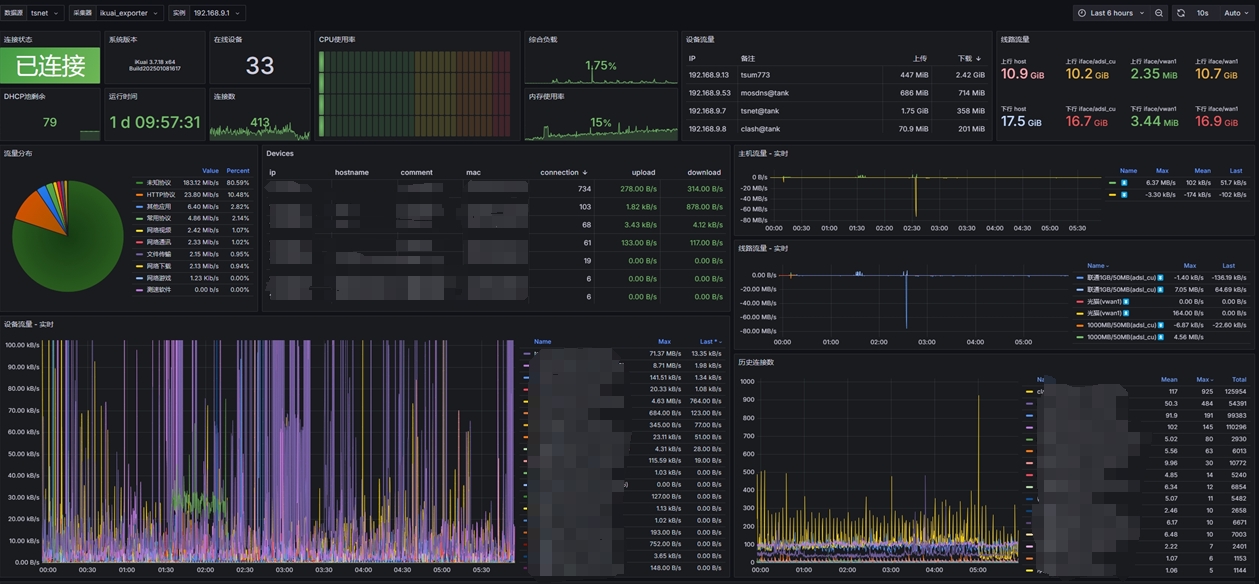 数据源 tsnet 采集器 ikuai_exporter 实例 192.168.9.1 Last 6 hours 10s Auto
连接状态
已连接
系统版本
iKuai 3.7.18 x64
Build202501081617
在线设备
33
DHCP池剩余
79
运行时间
1 d 09:57:31
连接数
413
CPU使用率
综合负载
1.75%
内存使用率
15%
设备流量
IP 备注 上传 下载
192.168.9.13 tsum773 447 MiB 2.42 GiB
192.168.9.53 mosdns@tank 686 MiB 714 MiB
192.168.9.7 tsnet@tank 1.75 GiB 358 MiB
192.168.9.8 clash@tank 70.9 MiB 201 MiB
线路流量
上行 host 上行 iface/adsl_cu 上行 iface/vwan1 上行 iface/wan1
10.9 GiB 10.2 GiB 2.35 MiB 10.7 GiB
下行 host 下行 iface/adsl_cu 下行 iface/vwan1 下行 iface/wan1
17.5 GiB 16.7 GiB 3.44 MiB 16.9 GiB
流量分布
Value Percent
未知协议 183.12 Mib/s 80.59%
HTTP协议 23.80 Mib/s 10.48%
其他应用 6.40 Mib/s 2.82%
常用协议 4.86 Mib/s 2.14%
网络视频 2.42 Mib/s 1.07%
网络通讯 2.33 Mib/s 1.02%
文件传输 2.15 Mib/s 0.95%
网络下载 2.13 Mib/s 0.94%
网络游戏 1.23 Kib/s 0.00%
测速软件 0.00 b/s 0.00%
Devices
ip hostname comment mac connection upload download
734 278.00 B/s 314.00 B/s
103 1.82 kB/s 878.00 B/s
68 3.43 kB/s 4.12 kB/s
61 133.00 B/s 117.00 B/s
19 0.00 B/s 0.00 B/s
6 0.00 B/s 0.00 B/s
6 0.00 B/s 0.00 B/s
主机流量 - 实时
0 B/s
-20 MB/s
-40 MB/s
-60 MB/s
-80 MB/s
00:00 00:30 01:00 01:30 02:00 02:30 03:00 03:30 04:00 04:30 05:00 05:30
Name Max Mean Last
6.37 MB/s 102 kB/s 51.7 kB/s
-3.30 kB/s -174 kB/s -102 kB/s
线路流量 - 实时
0.00 B/s
-20.00 MB/s
-40.00 MB/s
-60.00 MB/s
-80.00 MB/s
00:00 01:00 02:00 03:00 04:00 05:00
Name Max Last
联通1GB/50MB(adsl_cu) -1.40 kB/s -136.19 kB/s
联通1GB/50MB(adsl_cu) 7.05 MB/s 64.69 kB/s
光猫(vwan1) 0.00 B/s 0.00 B/s
光猫(vwan1) 164.00 B/s 0.00 B/s
1000MB/50MB(adsl_cu) -6.87 kB/s -22.60 kB/s
1000MB/50MB(adsl_cu) 4.56 MB/s
设备流量 - 实时
100.00 kB/s
90.00 kB/s
80.00 kB/s
70.00 kB/s
60.00 kB/s
50.00 kB/s
40.00 kB/s
30.00 kB/s
20.00 kB/s
10.00 kB/s
0.00 B/s
00:00 00:30 01:00 01:30 02:00 02:30 03:00 03:30 04:00 04:30 05:00 05:30
Name Max Last *
71.37 MB/s 13.35 kB/s
8.71 MB/s 1.98 kB/s
141.51 kB/s 1.34 kB/s
20.33 MB/s 1.08 kB/s
4.63 MB/s 764.00 B/s
684.00 B/s 123.00 B/s
345.00 B/s 77.00 B/s
23.11 kB/s 51.00 B/s
4.31 kB/s 28.00 B/s
115.59 kB/s 19.00 B/s
1.03 kB/s 0.00 B/s
0.00 B/s 0.00 B/s
127.00 B/s 0.00 B/s
1.13 kB/s 0.00 B/s
1.02 kB/s 0.00 B/s
193.00 B/s 0.00 B/s
752.00 B/s 0.00 B/s
3.65 kB/s 0.00 B/s
148.00 B/s 0.00 B/s
历史连接数
1000
900
800
700
600
500
400
300
200
100
0
00:00 01:00 02:00 03:00 04:00 05:00
Mean Max Total
117 925 125954
50.3 484 54391
91.9 191 99383
102 145 110296
5.02 80 2930
5.56 63 6013
9.96 30 10772
4.85 14 5240
6.34 12 6854
5.07 11 5482
2.46 10 2658
6.17 10 6671
6.48 10 7003
2.22 7 2401
1.07 6 1153
1.06 5 1144